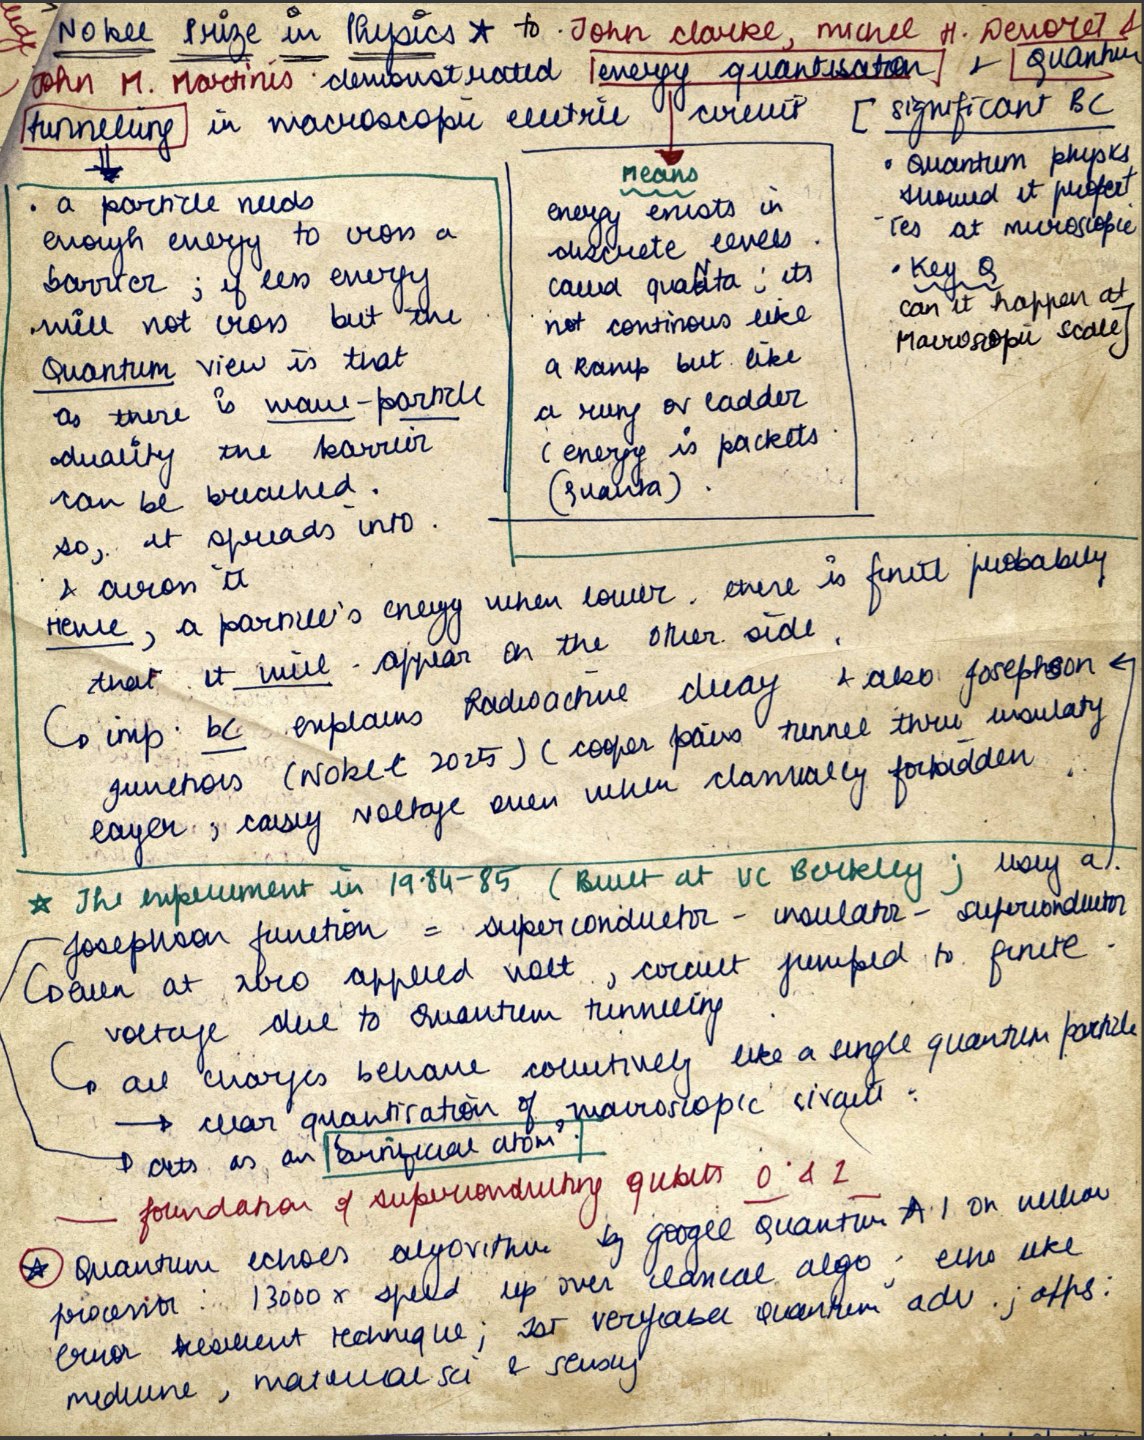 Nobel Prize in Physics ★ to John Clarke, Michel H. Devoret &
John M. Martinis demonstrated energy quantisation & Quantum
tunnelling in macroscopic electric circuit [ significant BC
• Quantum physics
showed it propert
ies at microscopic
• Key Q
can it happen at
Macroscopic scale]
• a particle needs
enough energy to cross a
barrier ; if less energy
will not cross but the
Quantum view is that
as there is wave-particle
duality the barrier
can be breached.
so, it spreads into
& across it
Means
energy exists in
discrete levels.
called quanta ; its
not continous like
a Ramp but like
a rung or ladder
(energy is packets
(Quanta).
Hence, a particle's energy when lower, there is finite probability
that it will appear on the other side.
↳ imp. bc explains Radioactive decay & also Josephson ←
junctions (Nobel 2025) (cooper pairs tunnel thru insulaty
layer, causing voltage even when classically forbidden
★ The experiment in 1984-85 (Built at UC Berkley ; using a
Josephson junction = superconductor - insulator - superconductor
↳ even at zero applied volt, circuit jumped to finite
voltage due to Quantum tunneling
↳ all charges behave collectively like a single quantum particle
→ clear quantisation of macroscopic circuit
→ acts as an "artificial atom".
— foundation of superconducting qubits 0 & 1
★ Quantum echoes algorithm by google Quantum A.I on willow
processor : 13000x speed up over classical algo ; echo like
error resilient technique; 1st verifiable Quantum adv. ; apps:
medicine, material sci & sensing